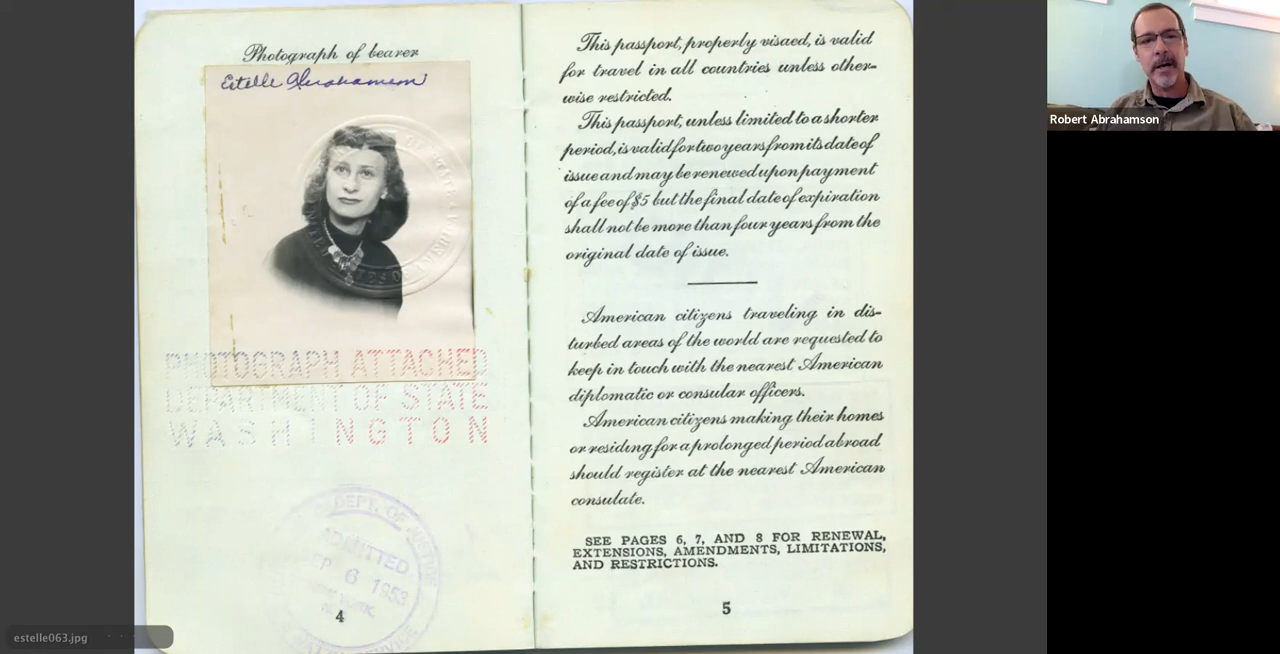 Photograph of bearer
Estelle Abrahamson
PHOTOGRAPH ATTACHED
DEPARTMENT OF STATE
WASHINGTON
DEPT. OF JUSTICE
ADMITTED
SEP 6 1953
4
This passport, properly visaed, is valid
for travel in all countries unless other-
wise restricted.
This passport, unless limited to a shorter
period, is valid for two years from its date of
issue and may be renewed upon payment
of a fee of $5 but the final date of expiration
shall not be more than four years from the
original date of issue.
American citizens traveling in dis-
turbed areas of the world are requested to
keep in touch with the nearest American
diplomatic or consular officers.
American citizens making their homes
or residing for a prolonged period abroad
should register at the nearest American
consulate.
SEE PAGES 6, 7, AND 8 FOR RENEWAL,
EXTENSIONS, AMENDMENTS, LIMITATIONS,
AND RESTRICTIONS.
5
Robert Abrahamson
estelle063.jpg